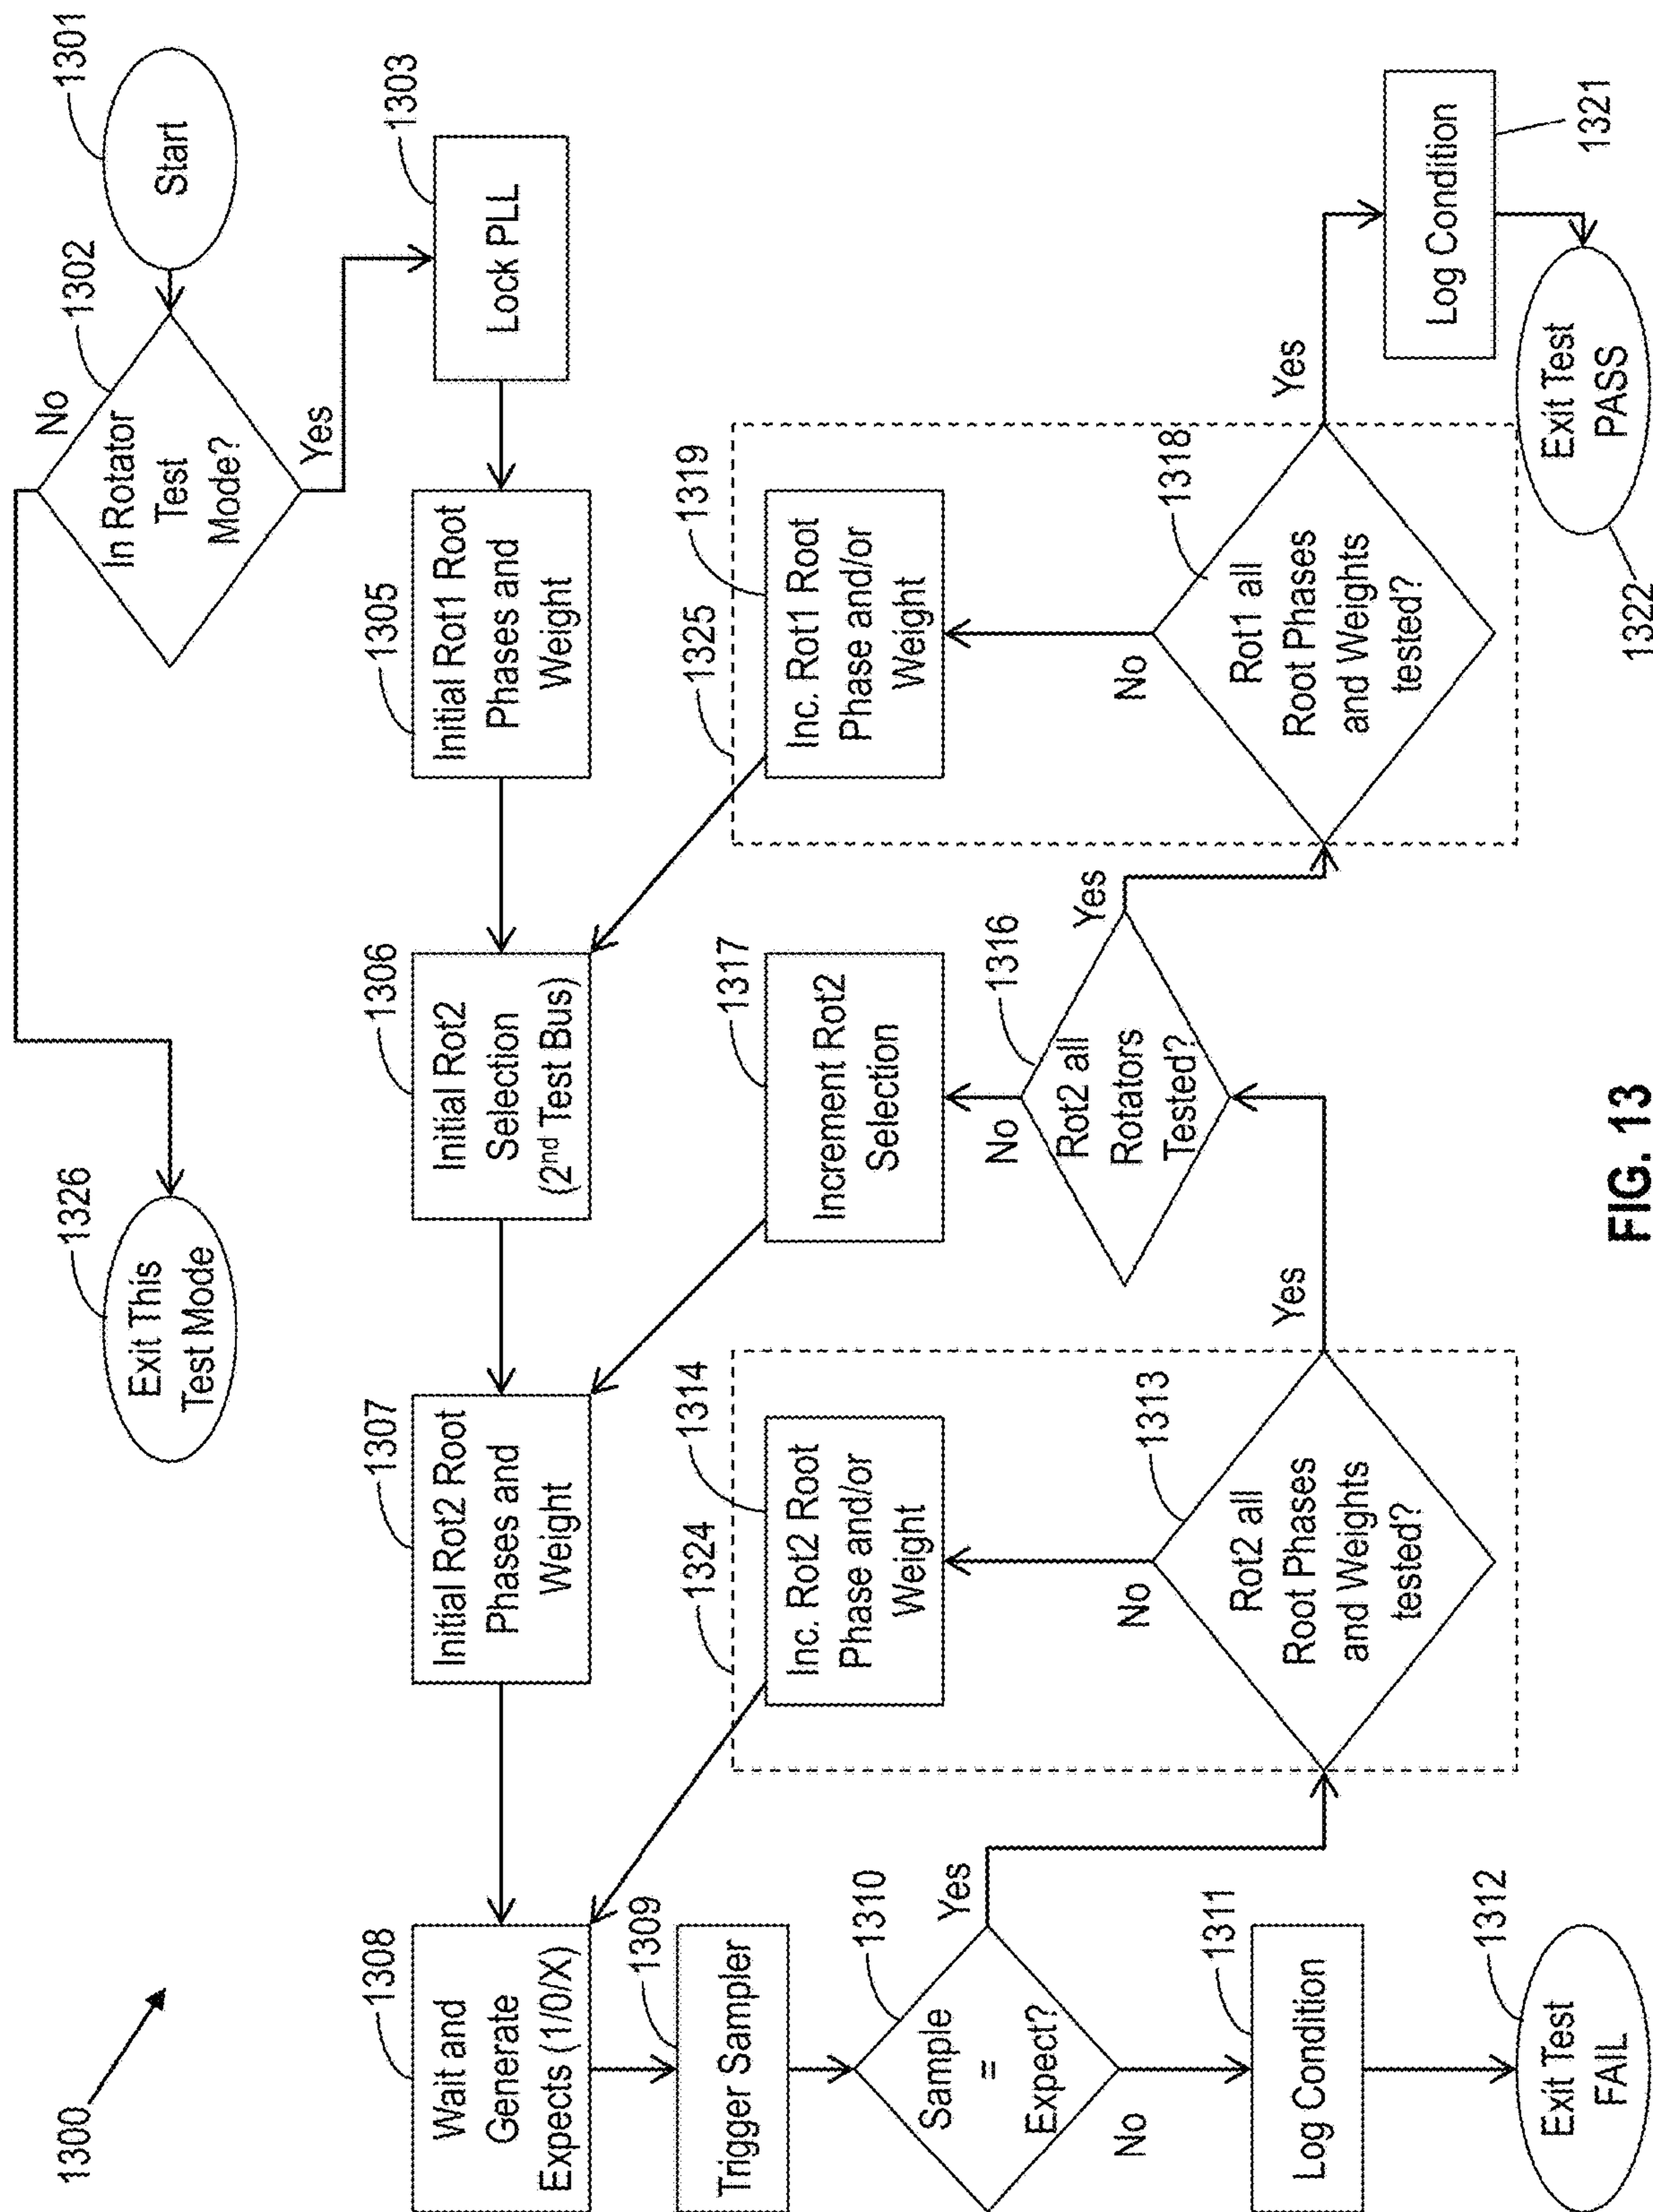 1300
1308
Wait and
Generate
Expects (1/0/X)
1309
Trigger Sampler
1310
Sample
=
Expect?
Yes
No
1311
Log Condition
1312
Exit Test
FAIL
1326
Exit This
Test Mode
1307
Initial Rot2 Root
Phases and
Weight
1324
1314
Inc. Rot2 Root
Phase and/or
Weight
No
1313
Rot2 all
Root Phases
and Weights
tested?
Yes
1306
Initial Rot2
Selection
(2nd Test Bus)
1317
Increment Rot2
Selection
No
1316
Rot2 all
Rotators
Tested?
Yes
1305
Initial Rot1 Root
Phases and
Weight
1325
1319
Inc. Rot1 Root
Phase and/or
Weight
No
1318
Rot1 all
Root Phases
and Weights
tested?
Yes
1301
Start
1302
No
In Rotator
Test
Mode?
Yes
1303
Lock PLL
Log Condition
1321
Exit Test
PASS
1322
FIG. 13